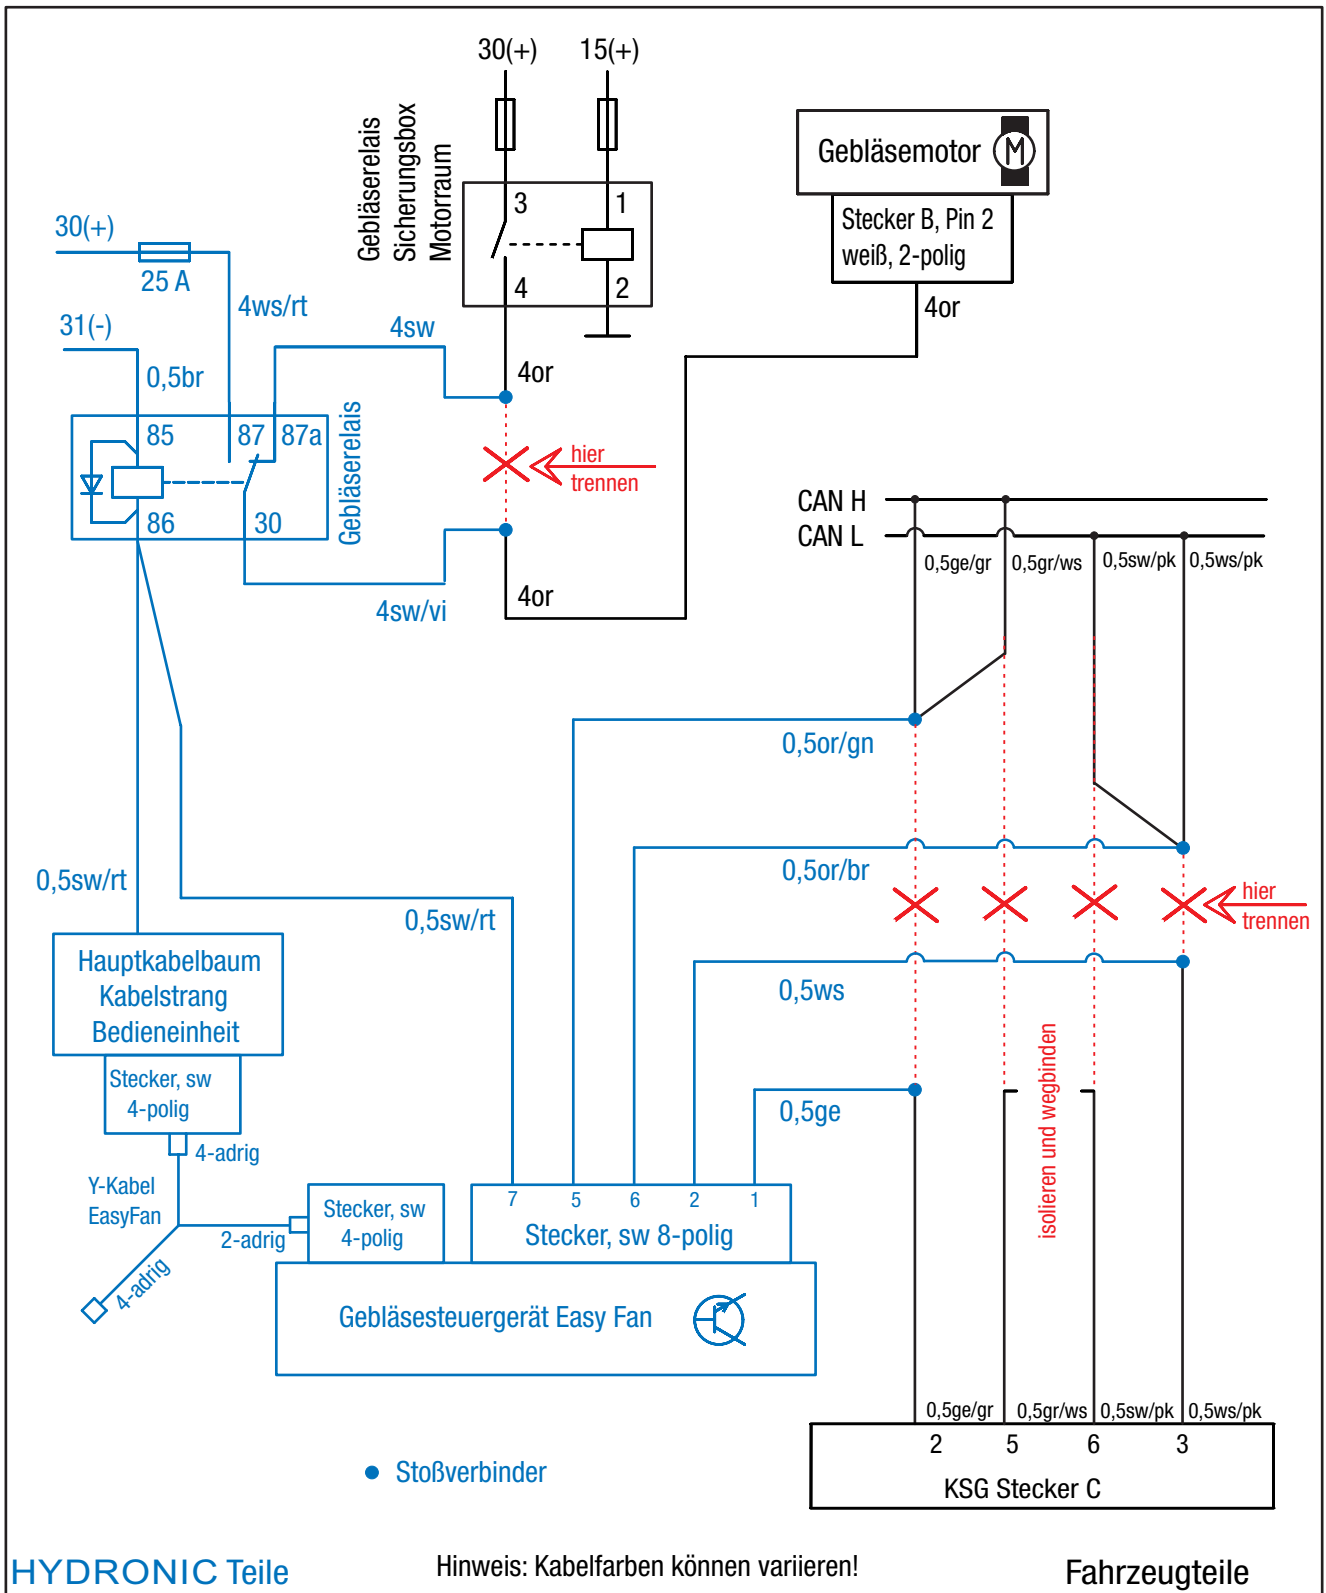 30(+)
15(+)
Gebläserelais
Sicherungsbox
Motorraum
3
1
4
2
Gebläsemotor
M
Stecker B, Pin 2
weiß, 2-polig
4or
30(+)
25 A
4ws/rt
31(-)
0,5br
4sw
4or
85
87
87a
86
30
Gebläserelais
hier
trennen
4sw/vi
4or
CAN H
CAN L
0,5ge/gr
0,5gr/ws
0,5sw/pk
0,5ws/pk
0,5or/gn
0,5or/br
hier
trennen
0,5sw/rt
0,5sw/rt
Hauptkabelbaum
Kabelstrang
Bedieneinheit
Stecker, sw
4-polig
4-adrig
Y-Kabel
EasyFan
2-adrig
4-adrig
Stecker, sw
4-polig
0,5ws
0,5ge
isolieren und wegbinden
7
5
6
2
1
Stecker, sw 8-polig
Gebläsesteuergerät Easy Fan
0,5ge/gr
0,5gr/ws
0,5sw/pk
0,5ws/pk
2
5
6
3
KSG Stecker C
Stoßverbinder
HYDRONIC Teile
Hinweis: Kabelfarben können variieren!
Fahrzeugteile